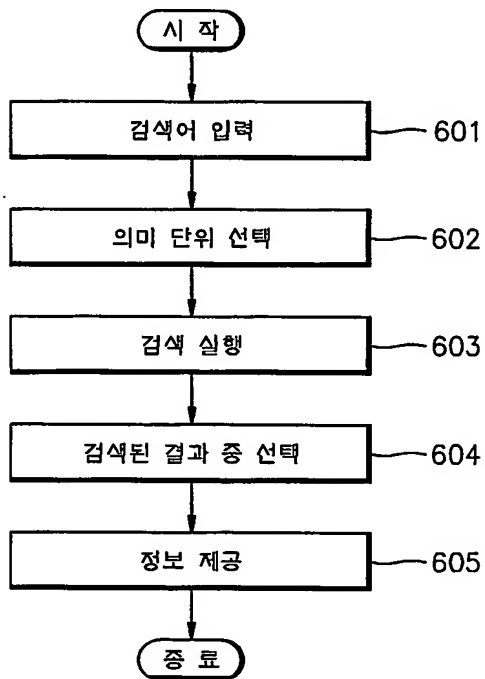 시 작
검색어 입력 601
의미 단위 선택 602
검색 실행 603
검색된 결과 중 선택 604
정보 제공 605
종 료